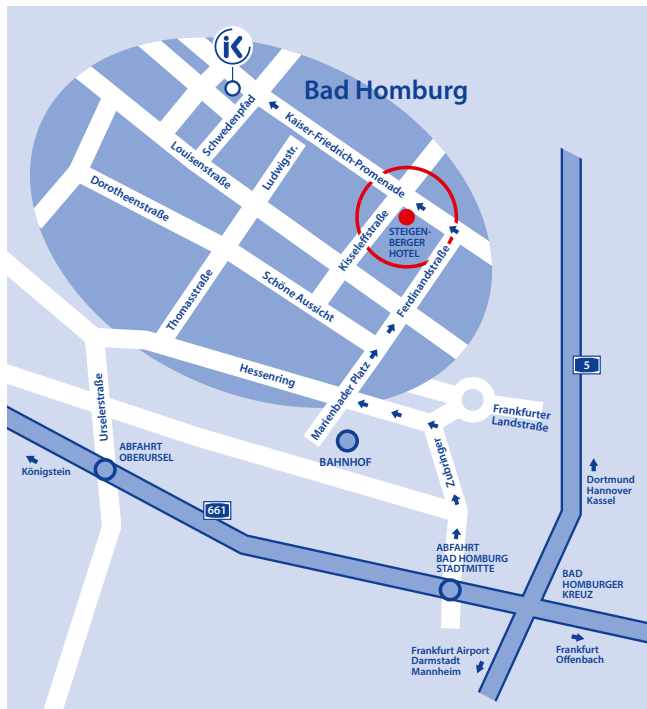 iK
Bad Homburg
Kaiser-Friedrich-Promenade
Schwedenpfad
Louisenstraße
Ludwigstr.
Dorotheenstraße
Kisseleffstraße
STEIGEN-
BERGER
HOTEL
Ferdinandstraße
Schöne Aussicht
Thomasstraße
Hessenring
Marienbader Platz
Urselerstraße
5
Frankfurter
Landstraße
ABFAHRT
OBERURSEL
BAHNHOF
Zubringer
Königstein
Dortmund
Hannover
Kassel
661
ABFAHRT
BAD HOMBURG
STADTMITTE
BAD
HOMBURGER
KREUZ
Frankfurt Airport
Darmstadt
Mannheim
Frankfurt
Offenbach